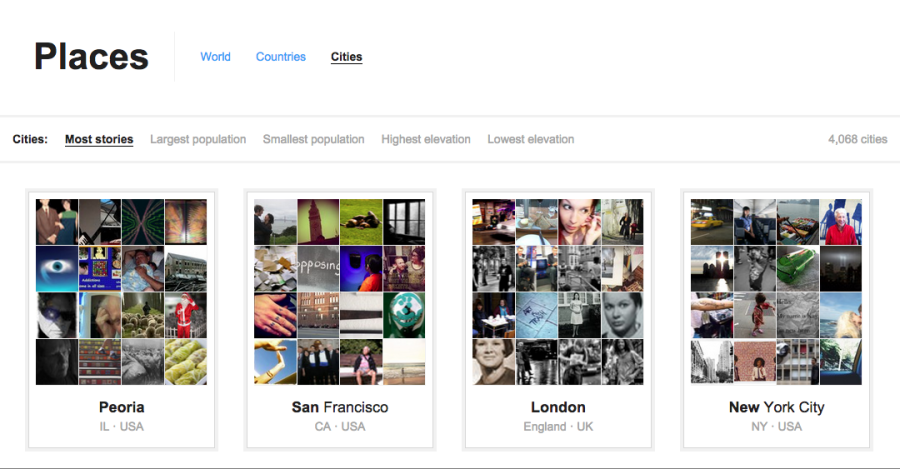 Places World Countries Cities
Cities: Most stories Largest population Smallest population Highest elevation Lowest elevation 4,068 cities
opposing
Peoria San Francisco London New York City
IL · USA CA · USA England · UK NY · USA